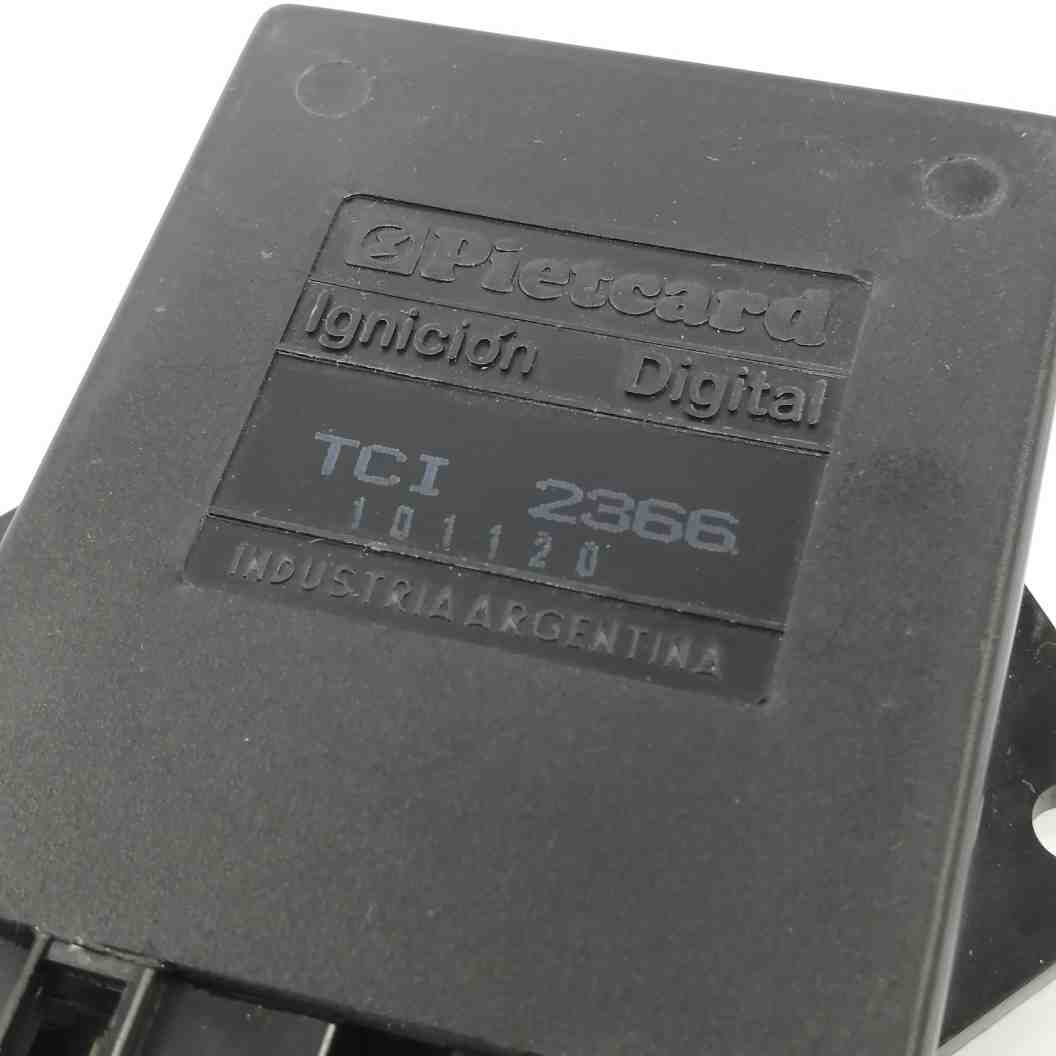 Pietcard
Ignición Digital
TCI 2366
101120
INDUSTRIA ARGENTINA